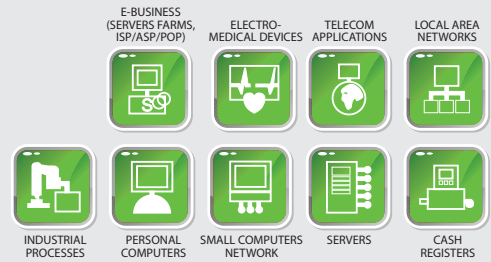 E-BUSINESS
(SERVERS FARMS,
ISP/ASP/POP)
ELECTRO-
MEDICAL DEVICES
TELECOM
APPLICATIONS
LOCAL AREA
NETWORKS
INDUSTRIAL
PROCESSES
PERSONAL
COMPUTERS
SMALL COMPUTERS
NETWORK
SERVERS
CASH
REGISTERS